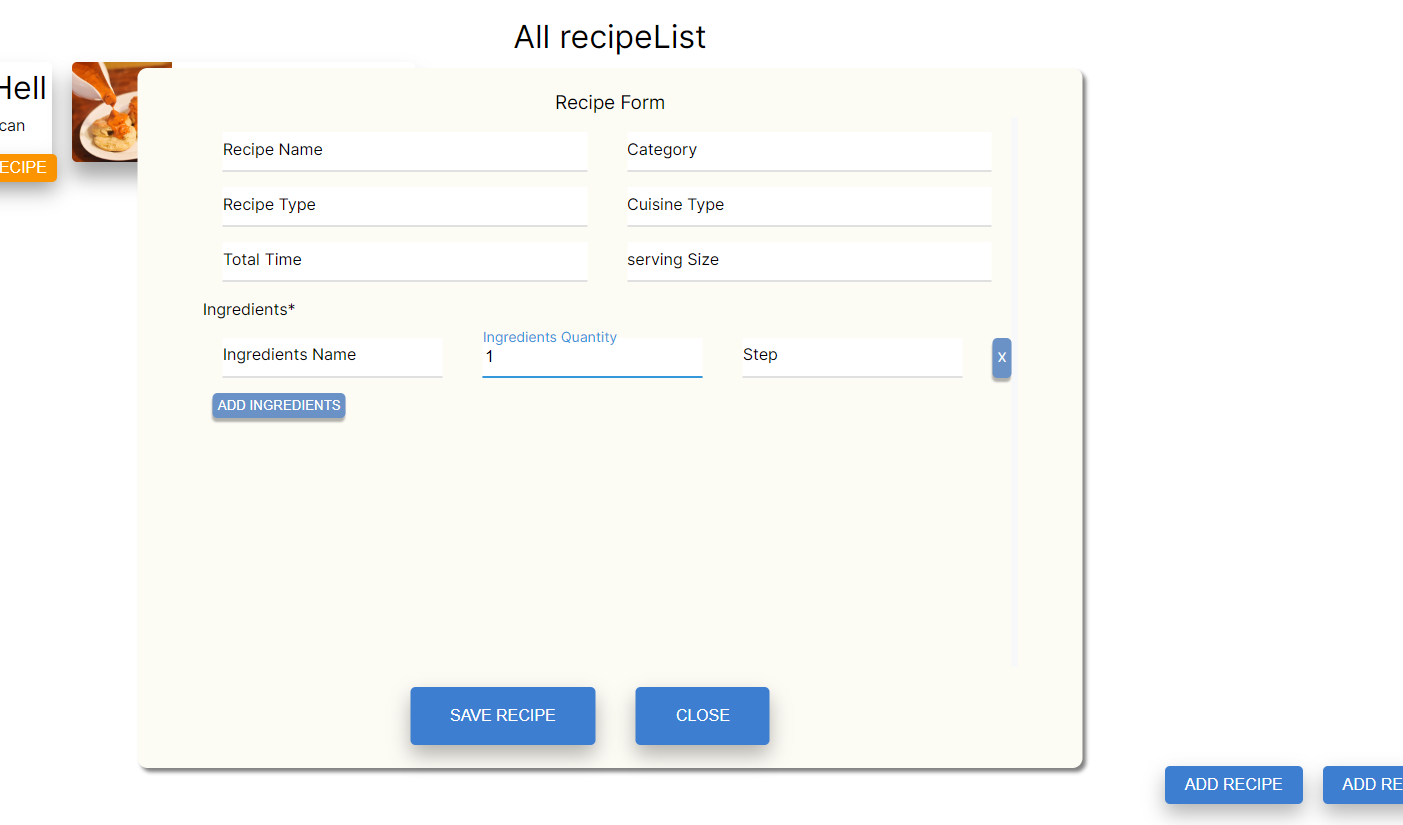 All recipeList
Hell
can
ECIPE
Recipe Form
Recipe Name
Category
Recipe Type
Cuisine Type
Total Time
serving Size
Ingredients*
Ingredients Name
Ingredients Quantity
1
Step
X
ADD INGREDIENTS
SAVE RECIPE
CLOSE
ADD RECIPE
ADD RE